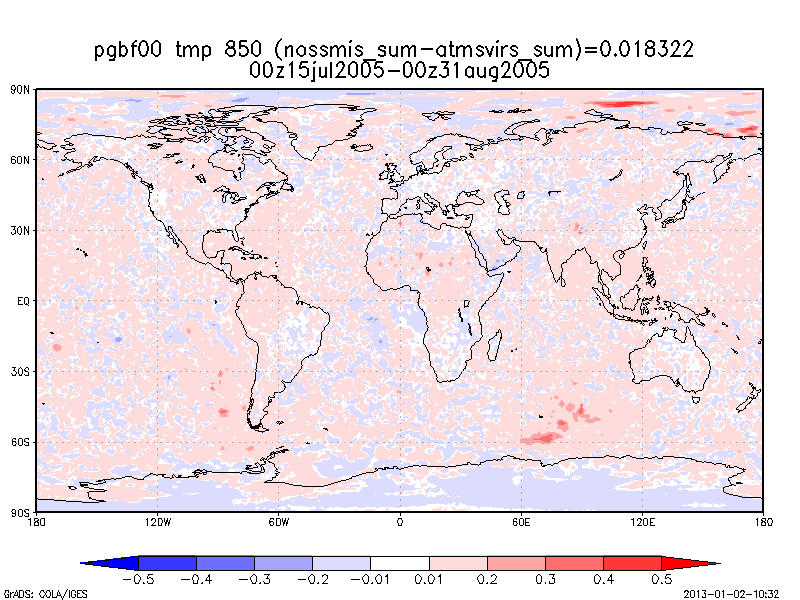 pgbf00 tmp 850 (nossmis_sum-atmsvirs_sum)=0.018322
00z15jul2005-00z31aug2005
90N
60N
30N
EQ
30S
60S
90S
180 120W 60W 0 60E 120E 180
-0.5 -0.4 -0.3 -0.2 -0.01 0.01 0.2 0.3 0.4 0.5
GrADS: COLA/IGES 2013-01-02-10:32